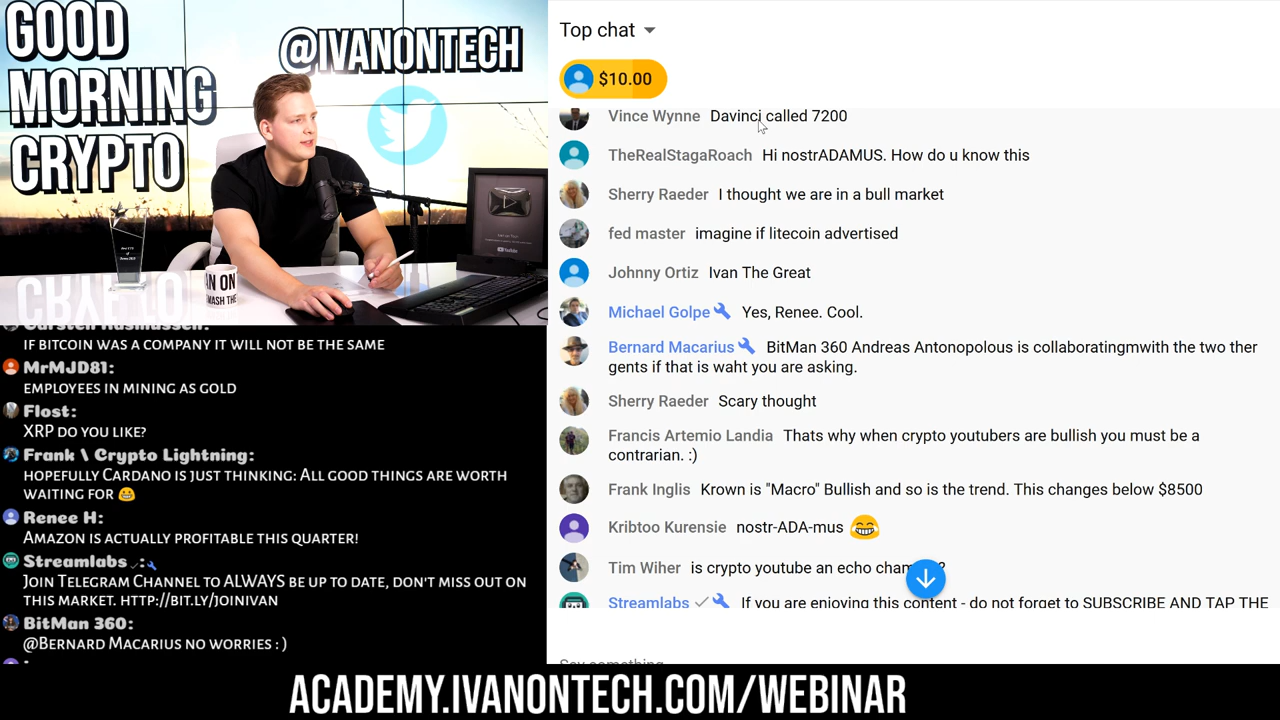 GOOD
MORNING
CRYPTO
@IVANONTECH
YouTube
AN ON
MASH THE
IF BITCOIN WAS A COMPANY IT WILL NOT BE THE SAME
MrMJD81:
EMPLOYEES IN MINING AS GOLD
Flost:
XRP DO YOU LIKE?
Frank \ Crypto Lightning:
HOPEFULLY CARDANO IS JUST THINKING: ALL GOOD THINGS ARE WORTH
WAITING FOR 😂
Renee H:
AMAZON IS ACTUALLY PROFITABLE THIS QUARTER!
Streamlabs ✓:
JOIN TELEGRAM CHANNEL TO ALWAYS BE UP TO DATE, DON'T MISS OUT ON
THIS MARKET. HTTP://BIT.LY/JOINIVAN
BitMan 360:
@BERNARD MACARIUS NO WORRIES : )
Top chat
$10.00
Vince Wynne Davinci called 7200
TheRealStagaRoach Hi nostrADAMUS. How do u know this
Sherry Raeder I thought we are in a bull market
fed master imagine if litecoin advertised
Johnny Ortiz Ivan The Great
Michael Golpe Yes, Renee. Cool.
Bernard Macarius BitMan 360 Andreas Antonopolous is collaboratingmwith the two ther
gents if that is waht you are asking.
Sherry Raeder Scary thought
Francis Artemio Landia Thats why when crypto youtubers are bullish you must be a
contrarian. :)
Frank Inglis Krown is "Macro" Bullish and so is the trend. This changes below $8500
Kribtoo Kurensie nostr-ADA-mus 😂
Tim Wiher is crypto youtube an echo
Streamlabs ✓ If you are enjoying this content - do not forget to SUBSCRIBE AND TAP THE
ACADEMY.IVANONTECH.COM/WEBINAR